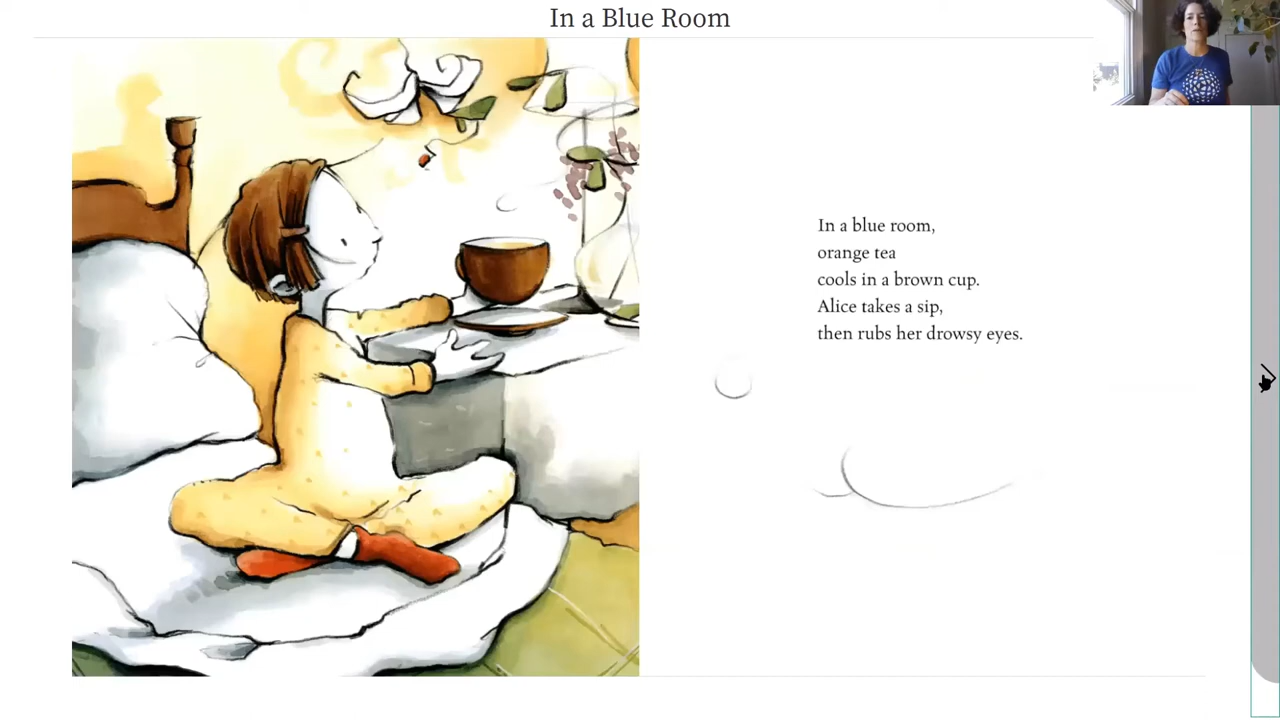 In a Blue Room
In a blue room,
orange tea
cools in a brown cup.
Alice takes a sip,
then rubs her drowsy eyes.